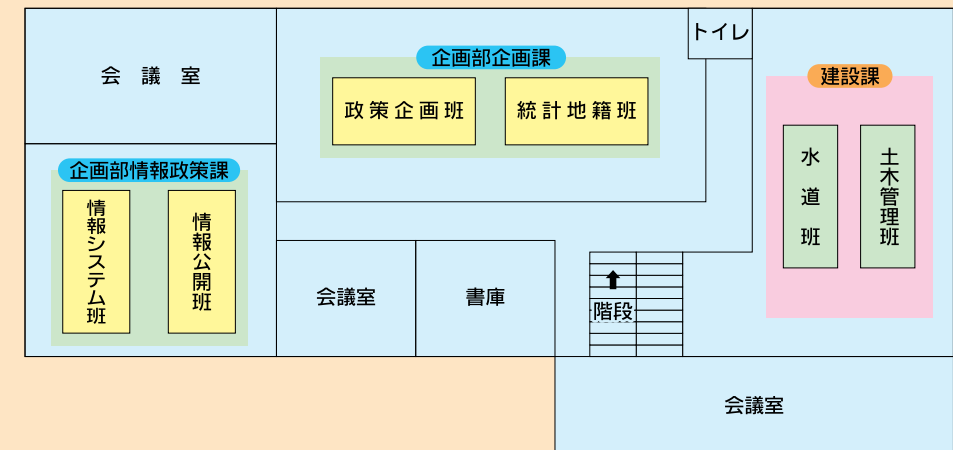 会議室
企画部企画課
政策企画班
統計地籍班
トイレ
建設課
水道班
土木管理班
企画部情報政策課
情報システム班
情報公開班
会議室
書庫
階段
会議室